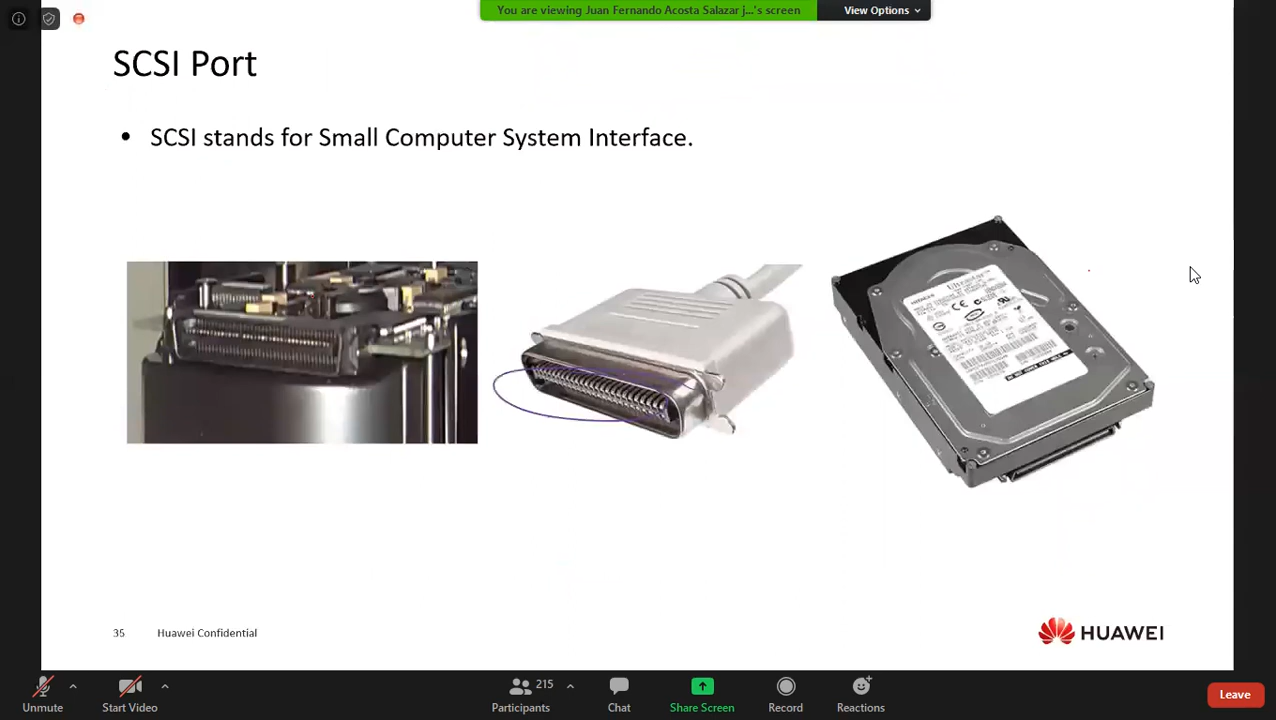 You are viewing Juan Fernando Acosta Salazar j...'s screen
View Options
SCSI Port
• SCSI stands for Small Computer System Interface.
HITACHI
35
Huawei Confidential
HUAWEI
Unmute
Start Video
215
Participants
Chat
Share Screen
Record
Reactions
Leave